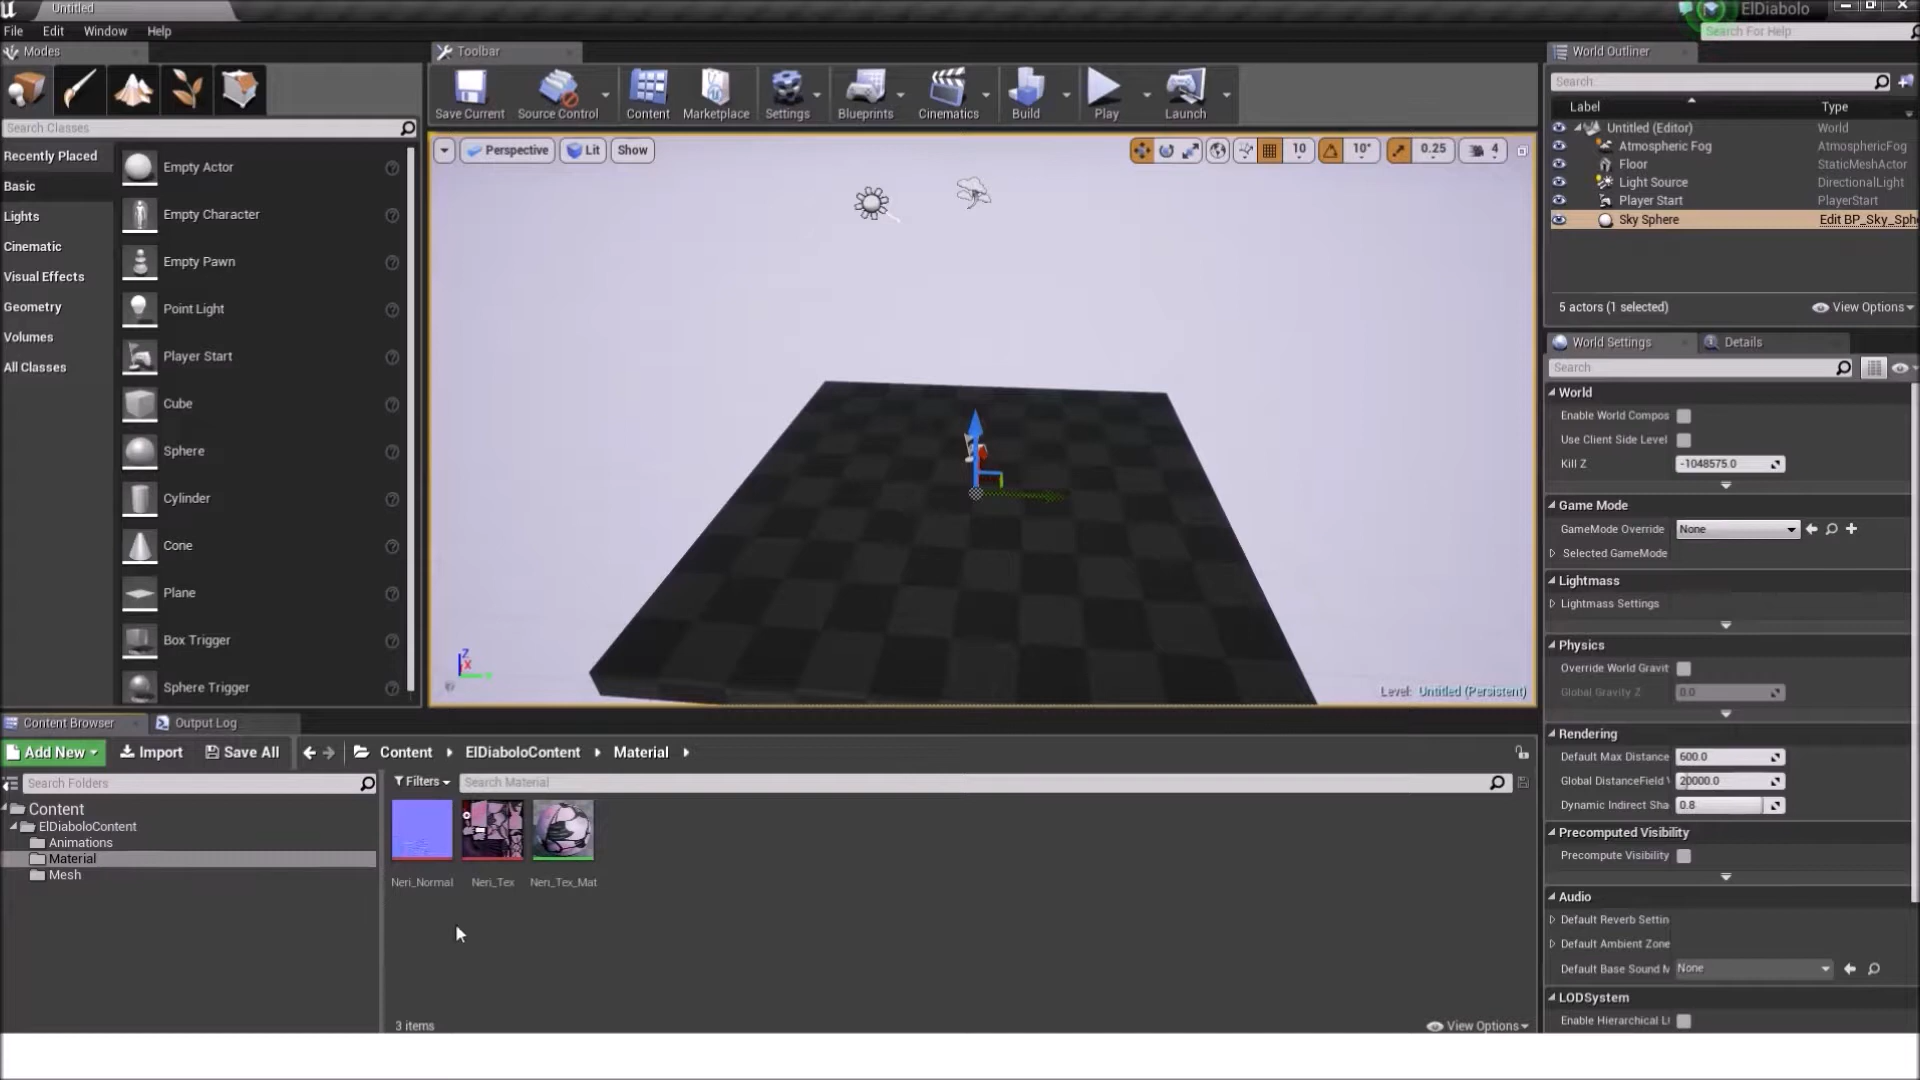 Untitled
ElDiabolo
File Edit Window Help
Search For Help
Modes
Toolbar
World Outliner
Search Classes
Save Current
Source Control
Content
Marketplace
Settings
Blueprints
Cinematics
Build
Play
Launch
Search
Label
Type
Untitled (Editor) World
Atmospheric Fog AtmosphericFog
Floor StaticMeshActor
Light Source DirectionalLight
Player Start PlayerStart
Sky Sphere Edit BP_Sky_Sph
5 actors (1 selected)
View Options
Recently Placed
Basic
Lights
Cinematic
Visual Effects
Geometry
Volumes
All Classes
Empty Actor
Empty Character
Empty Pawn
Point Light
Player Start
Cube
Sphere
Cylinder
Cone
Plane
Box Trigger
Sphere Trigger
Perspective
Lit
Show
10
10°
0.25
4
Z
X
Level: Untitled (Persistent)
World Settings
Details
Search
World
Enable World Compos
Use Client Side Level
Kill Z -1048575.0
Game Mode
GameMode Override None
Selected GameMode
Lightmass
Lightmass Settings
Physics
Override World Gravit
Global Gravity Z 0.0
Rendering
Default Max Distance 600.0
Global DistanceField 20000.0
Dynamic Indirect Sha 0.8
Precomputed Visibility
Precompute Visibility
Audio
Default Reverb Settin
Default Ambient Zone
Default Base Sound M None
LODSystem
Enable Hierarchical L
Content Browser
Output Log
Add New
Import
Save All
Content
ElDiaboloContent
Material
Search Folders
Filters
Search Material
Content
ElDiaboloContent
Animations
Material
Mesh
Neri_Normal
Neri_Tex
Neri_Tex_Mat
3 items
View Options